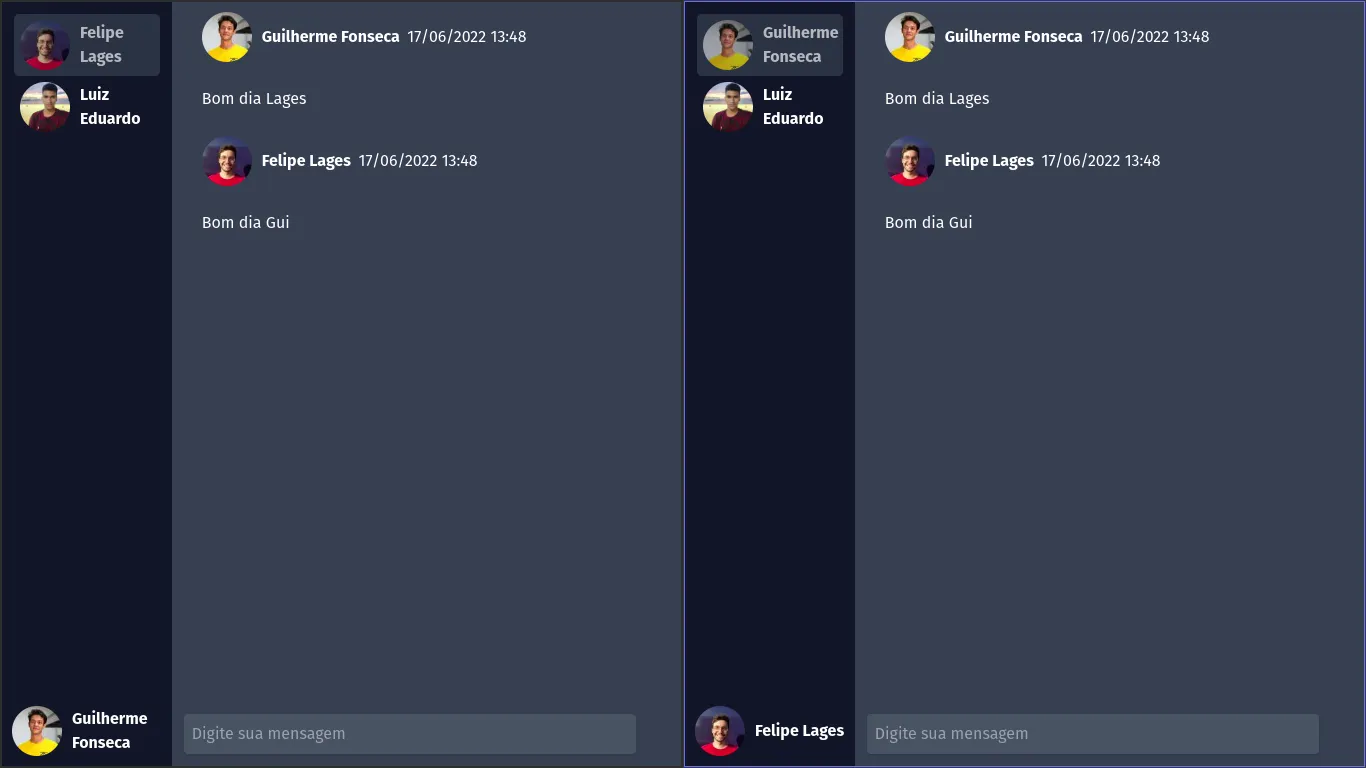 Felipe
Lages
Luiz
Eduardo
Guilherme Fonseca 17/06/2022 13:48
Bom dia Lages
Felipe Lages 17/06/2022 13:48
Bom dia Gui
Guilherme
Fonseca
Digite sua mensagem
Guilherme
Fonseca
Luiz
Eduardo
Guilherme Fonseca 17/06/2022 13:48
Bom dia Lages
Felipe Lages 17/06/2022 13:48
Bom dia Gui
Felipe Lages
Digite sua mensagem